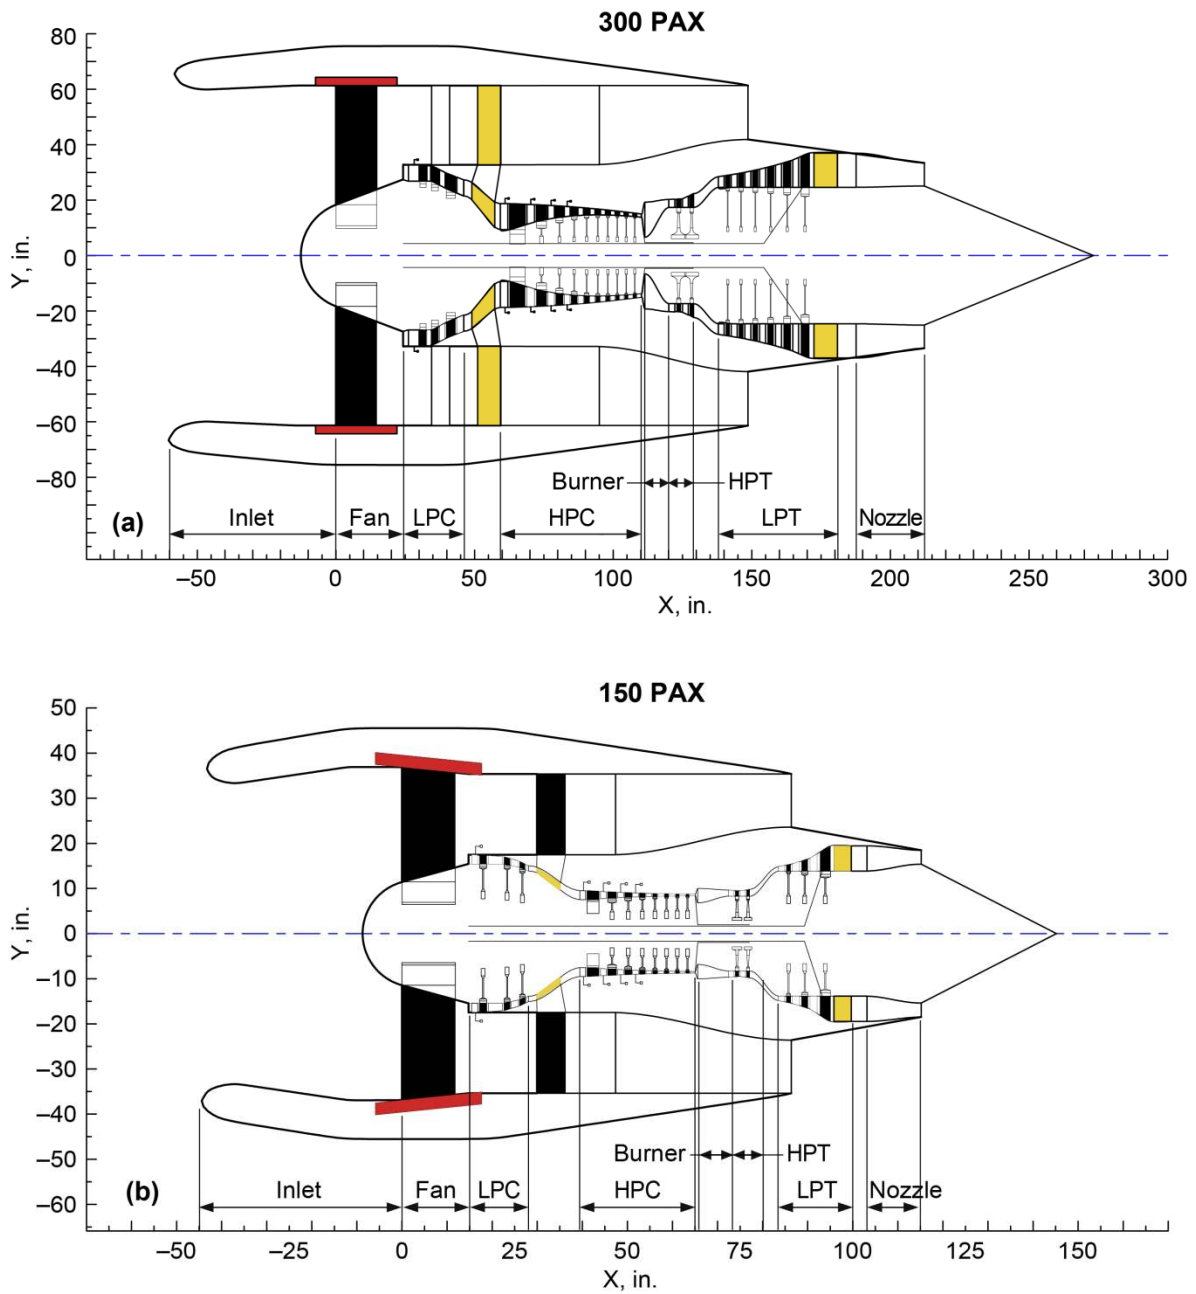 300 PAX
80
60
40
20
0
–20
–40
–60
–80
Y, in.
Burner
HPT
(a)
Inlet
Fan
LPC
HPC
LPT
Nozzle
–50
0
50
100
150
200
250
300
X, in.
150 PAX
50
40
30
20
10
0
–10
–20
–30
–40
–50
–60
Y, in.
Burner
HPT
(b)
Inlet
Fan
LPC
HPC
LPT
Nozzle
–50
–25
0
25
50
75
100
125
150
X, in.